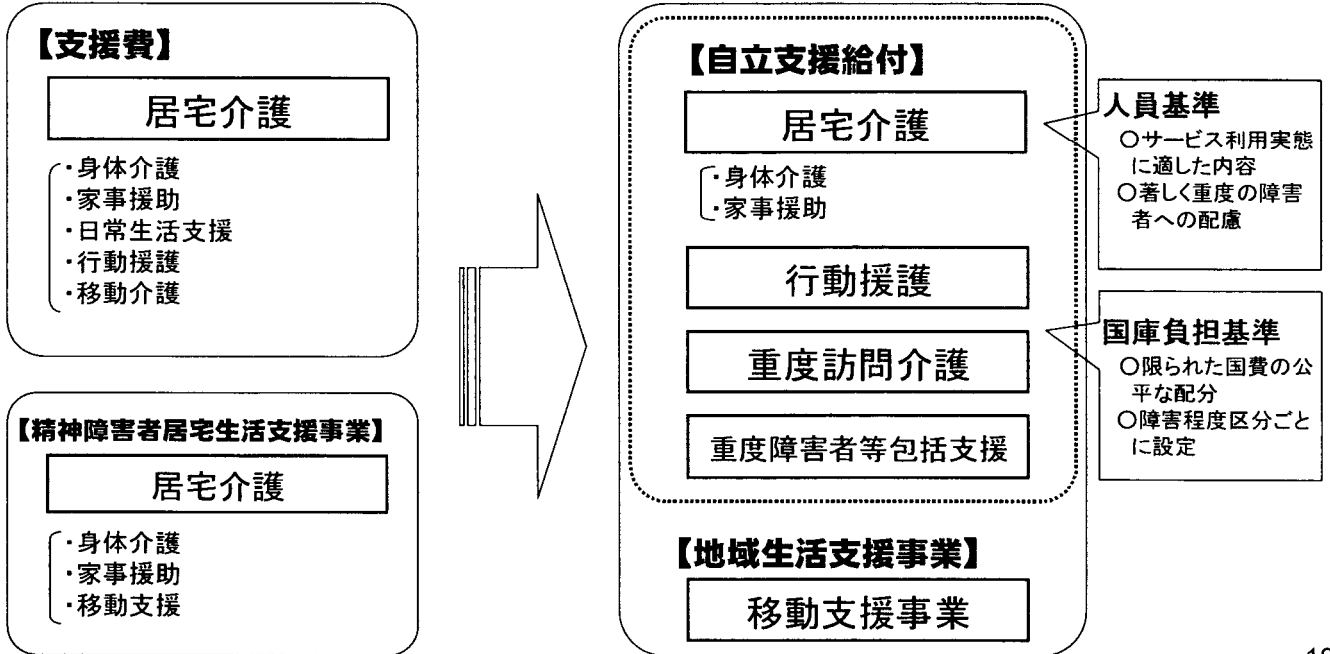 【支援費】
居宅介護
・身体介護
・家事援助
・日常生活支援
・行動援護
・移動介護
【精神障害者居宅生活支援事業】
居宅介護
・身体介護
・家事援助
・移動支援
【自立支援給付】
居宅介護
・身体介護
・家事援助
行動援護
重度訪問介護
重度障害者等包括支援
【地域生活支援事業】
移動支援事業
人員基準
○サービス利用実態
に適した内容
○著しく重度の障害
者への配慮
国庫負担基準
○限られた国費の公
平な配分
○障害程度区分ごと
に設定